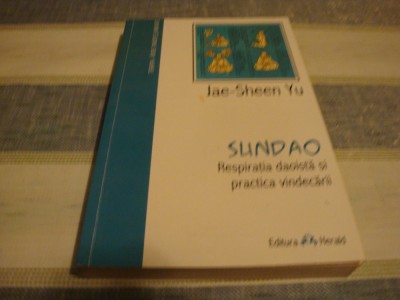 Jae-Sheen Yu
SUNDAO
Respirația daoistă și
practica vindecării
Editura Herald